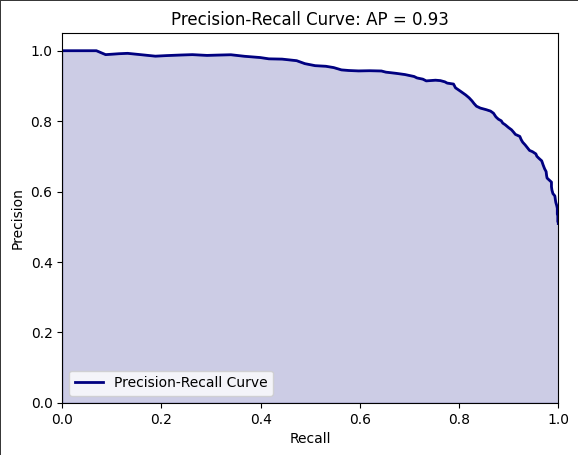 Precision-Recall Curve: AP = 0.93
1.0
0.8
0.6
0.4
0.2
0.0
Precision
Precision-Recall Curve
0.0 0.2 0.4 0.6 0.8 1.0
Recall